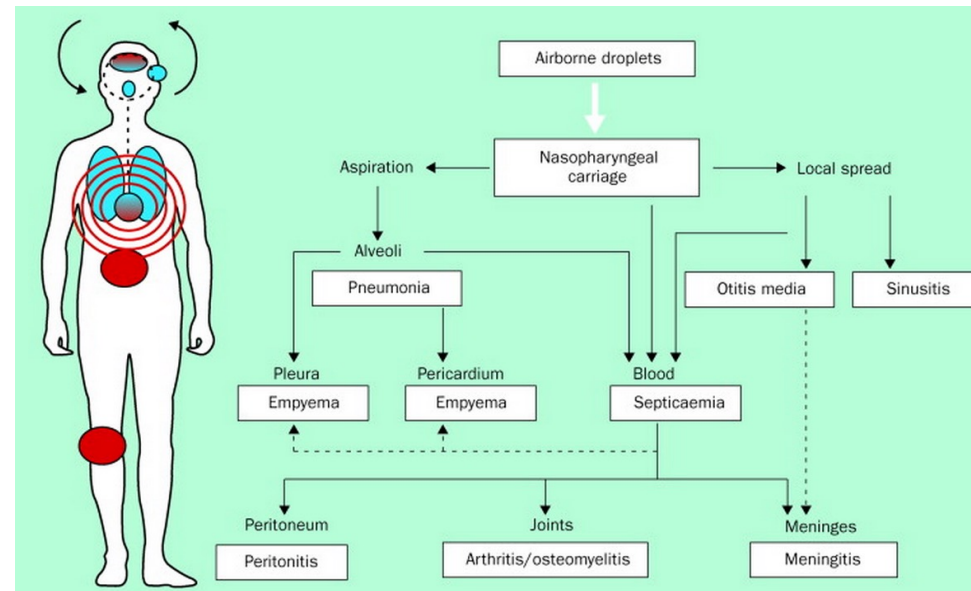 Airborne droplets
Nasopharyngeal
carriage
Aspiration
Local spread
Alveoli
Pneumonia
Otitis media
Sinusitis
Pleura
Pericardium
Blood
Empyema
Empyema
Septicaemia
Peritoneum
Joints
Meninges
Peritonitis
Arthritis/osteomyelitis
Meningitis